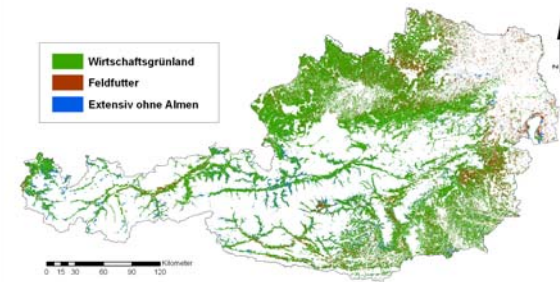 Wirtschaftsgrünland
Feldfutter
Extensiv ohne Almen
N
Kilometer
0 15 30 60 90 120